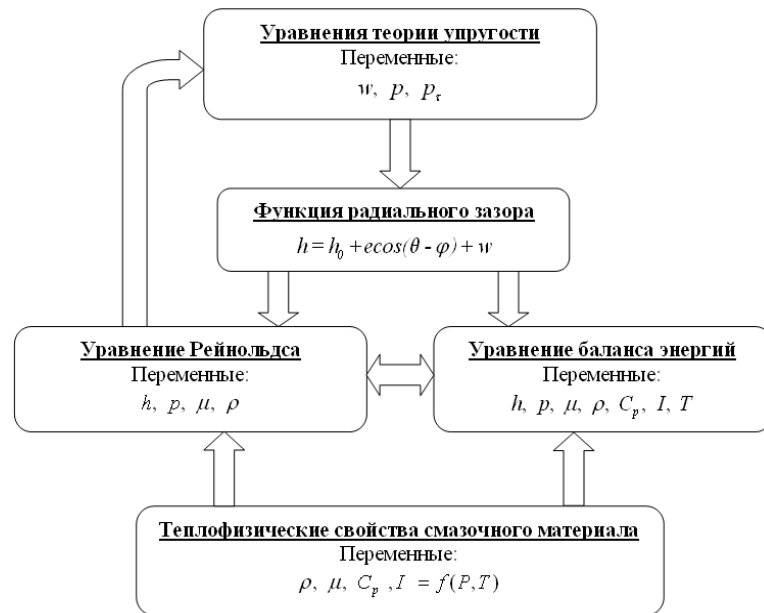 Уравнения теории упругости
Переменные:
w, p, pτ
Функция радиального зазора
h = h₀ + ecos(θ - φ) + w
Уравнение Рейнольдса
Переменные:
h, p, μ, ρ
Уравнение баланса энергий
Переменные:
h, p, μ, ρ, Cₚ, I, T
Теплофизические свойства смазочного материала
Переменные:
ρ, μ, Cₚ , I = f(P,T)